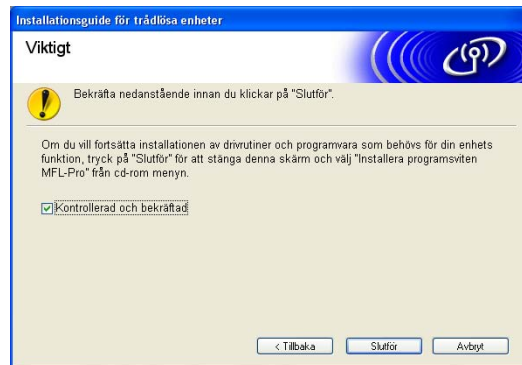 Installationsguide för trådlösa enheter
Viktigt
Bekräfta nedanstående innan du klickar på "Slutför".
Om du vill fortsätta installationen av drivrutiner och programvara som behövs för din enhets
funktion, tryck på "Slutför" för att stänga denna skärm och välj "Installera programsviten
MFL-Pro" från cd-rom menyn.
Kontrollerad och bekräftad
< Tillbaka
Slutför
Avbryt